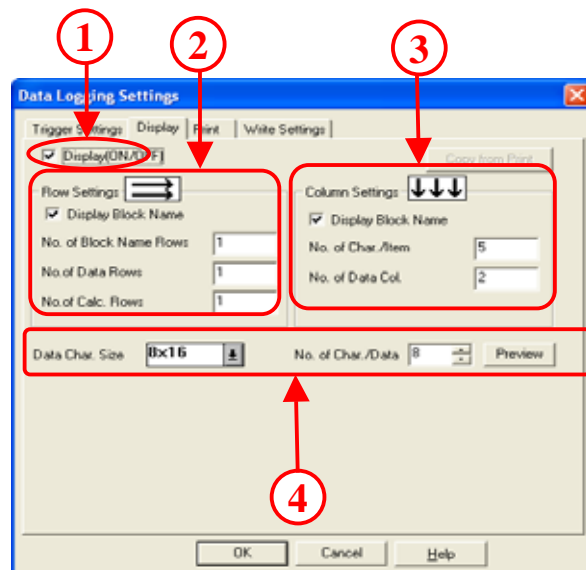 1 2 3
Data Logging Settings
Trigger Settings Display Print Write Settings
Display(ON/OFF) Copy from Print
Row Settings Column Settings
Display Block Name Display Block Name
No. of Block Name Rows 1 No. of Char./Item 5
No.of Data Rows 1 No. of Data Col. 2
No.of Calc. Rows 1
Data Char. Size 8×16 No. of Char./Data 8 Preview
4
OK Cancel Help